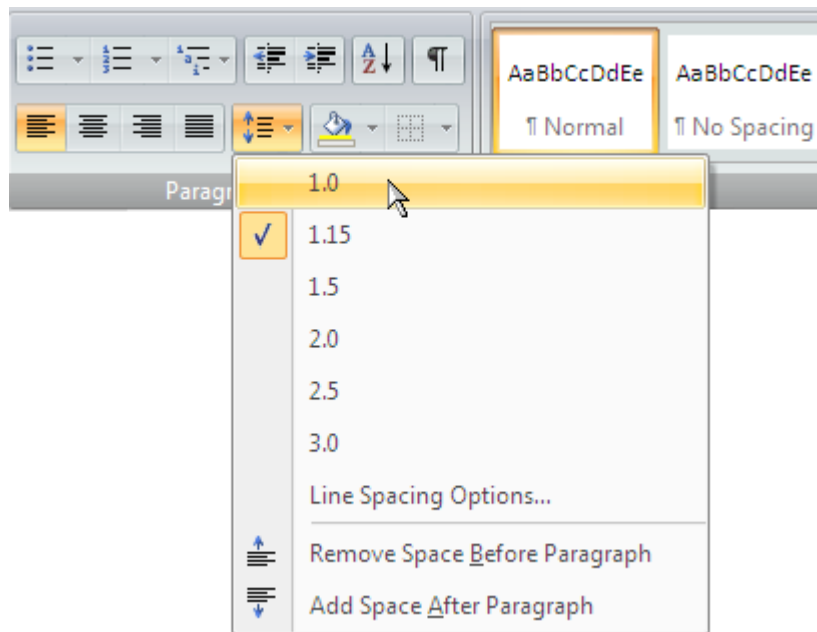 AaBbCcDdEe AaBbCcDdEe
¶ Normal ¶ No Spacing
Paragr
1.0
1.15
1.5
2.0
2.5
3.0
Line Spacing Options...
Remove Space Before Paragraph
Add Space After Paragraph